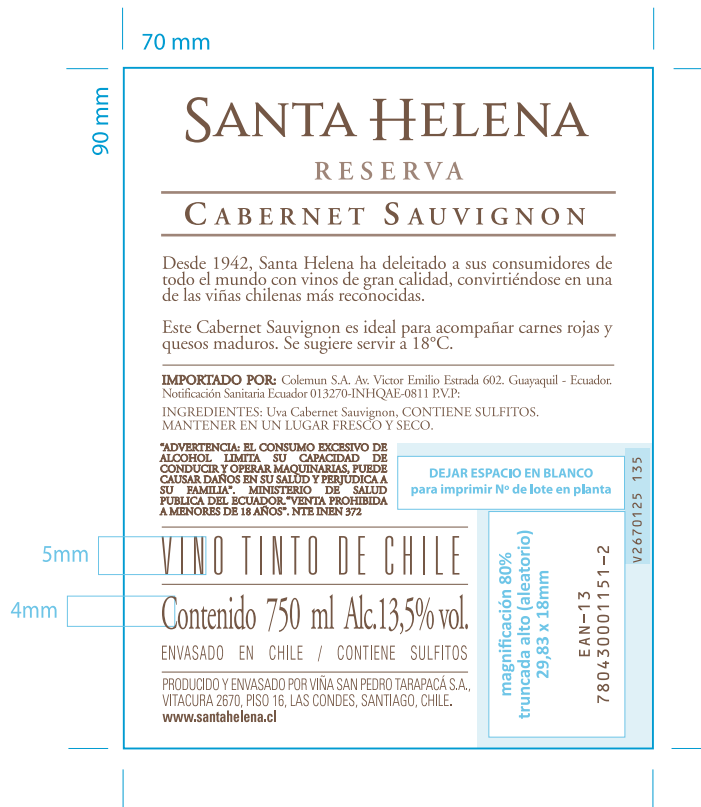 70 mm
90 mm
SANTA HELENA
RESERVA
CABERNET SAUVIGNON
Desde 1942, Santa Helena ha deleitado a sus consumidores de
todo el mundo con vinos de gran calidad, convirtiéndose en una
de las viñas chilenas más reconocidas.
Este Cabernet Sauvignon es ideal para acompañar carnes rojas y
quesos maduros. Se sugiere servir a 18°C.
IMPORTADO POR: Colemun S.A. Av. Victor Emilio Estrada 602. Guayaquil - Ecuador.
Notificación Sanitaria Ecuador 013270-INHQAE-0811 P.V.P:
INGREDIENTES: Uva Cabernet Sauvignon, CONTIENE SULFITOS.
MANTENER EN UN LUGAR FRESCO Y SECO.
"ADVERTENCIA: EL CONSUMO EXCESIVO DE
ALCOHOL LIMITA SU CAPACIDAD DE
CONDUCIR Y OPERAR MAQUINARIAS, PUEDE
CAUSAR DAÑOS EN SU SALUD Y PERJUDICA A
SU FAMILIA". MINISTERIO DE SALUD
PUBLICA DEL ECUADOR."VENTA PROHIBIDA
A MENORES DE 18 AÑOS". NTE INEN 372
DEJAR ESPACIO EN BLANCO
para imprimir Nº de lote en planta
V2670125 135
5mm
VINO TINTO DE CHILE
4mm
Contenido 750 ml Alc.13,5% vol.
ENVASADO EN CHILE / CONTIENE SULFITOS
PRODUCIDO Y ENVASADO POR VIÑA SAN PEDRO TARAPACÁ S.A.,
VITACURA 2670, PISO 16, LAS CONDES, SANTIAGO, CHILE.
www.santahelena.cl
magnificación 80%
truncada alto (aleatorio)
29,83 x 18mm
EAN-13
780430001151-2